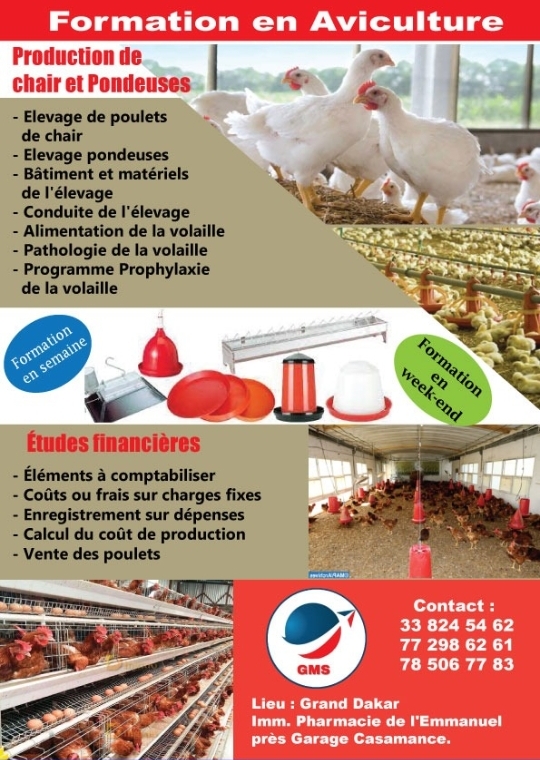 Formation en Aviculture
Production de
chair et Pondeuses
- Elevage de poulets
de chair
- Elevage pondeuses
- Bâtiment et matériels
de l'élevage
- Conduite de l'élevage
- Alimentation de la volaille
- Pathologie de la volaille
- Programme Prophylaxie
de la volaille
Formation
en semaine
Formation
en
week-end
Études financières
- Éléments à comptabiliser
- Coûts ou frais sur charges fixes
- Enregistrement sur dépenses
- Calcul du coût de production
- Vente des poulets
GMS
Contact :
33 824 54 62
77 298 62 61
78 506 77 83
Lieu : Grand Dakar
Imm. Pharmacie de l'Emmanuel
près Garage Casamance.